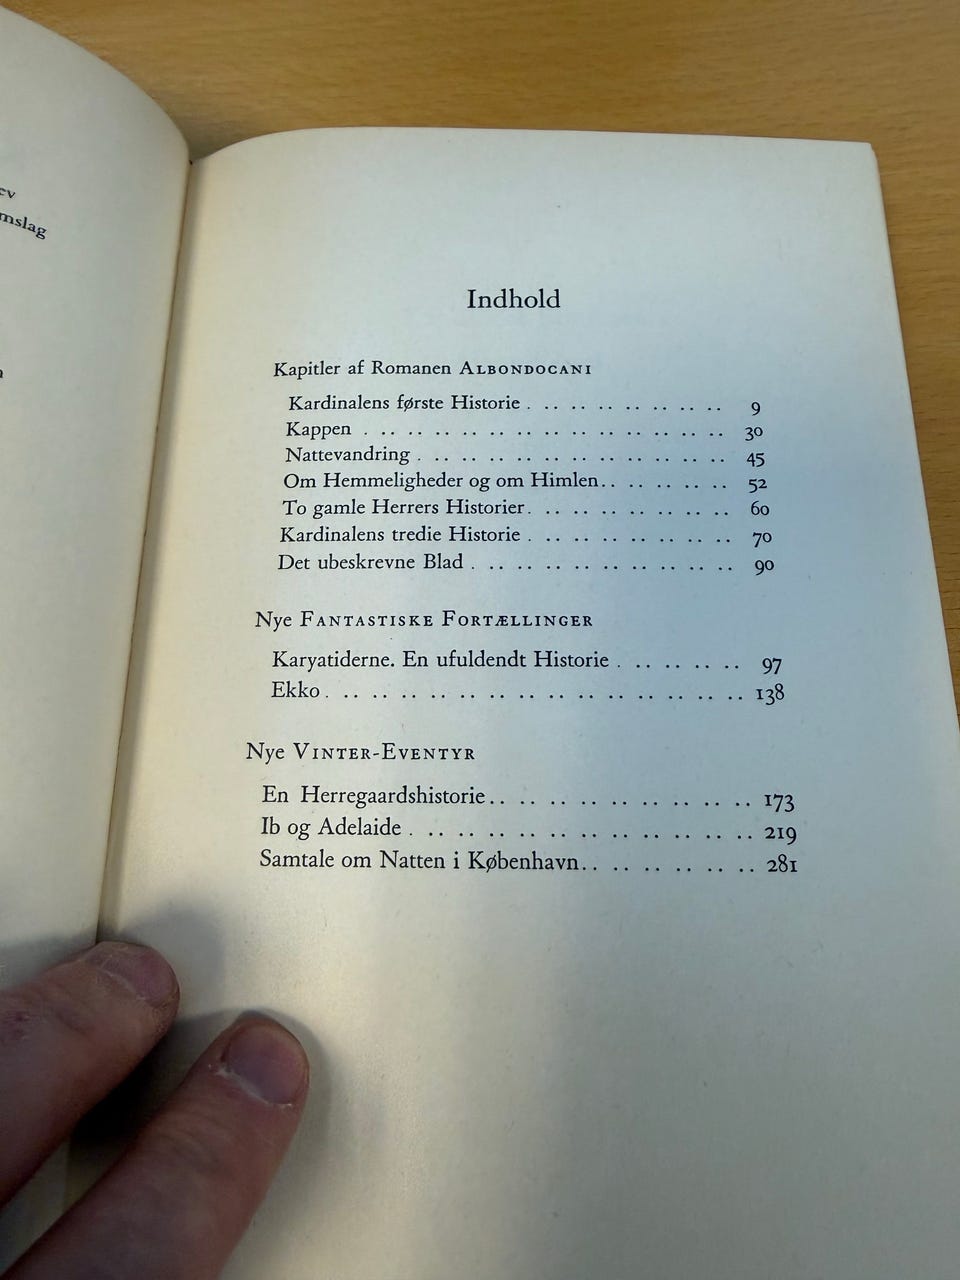 mslag
Indhold
Kapitler af Romanen ALBONDOCANI
Kardinalens første Historie . .. .. .. .. .. .. .. 9
Kappen . .. .. .. .. .. .. .. .. .. .. .. .. .. 30
Nattevandring . .. .. .. .. .. .. .. .. .. .. .. 45
Om Hemmeligheder og om Himlen.. .. .. .. .. 52
To gamle Herrers Historier. .. .. .. .. .. .. .. 60
Kardinalens tredie Historie . .. .. .. .. .. .. .. 70
Det ubeskrevne Blad . .. .. .. .. .. .. .. .. .. 90
Nye FANTASTISKE FORTÆLLINGER
Karyatiderne. En ufuldendt Historie . .. .. .. .. 97
Ekko. .. .. .. .. .. .. .. .. .. .. .. .. .. .. 138
Nye VINTER-EVENTYR
En Herregaardshistorie.. .. .. .. .. .. .. .. .. 173
Ib og Adelaide . .. .. .. .. .. .. .. .. .. .. .. 219
Samtale om Natten i København.. .. .. .. .. .. 281